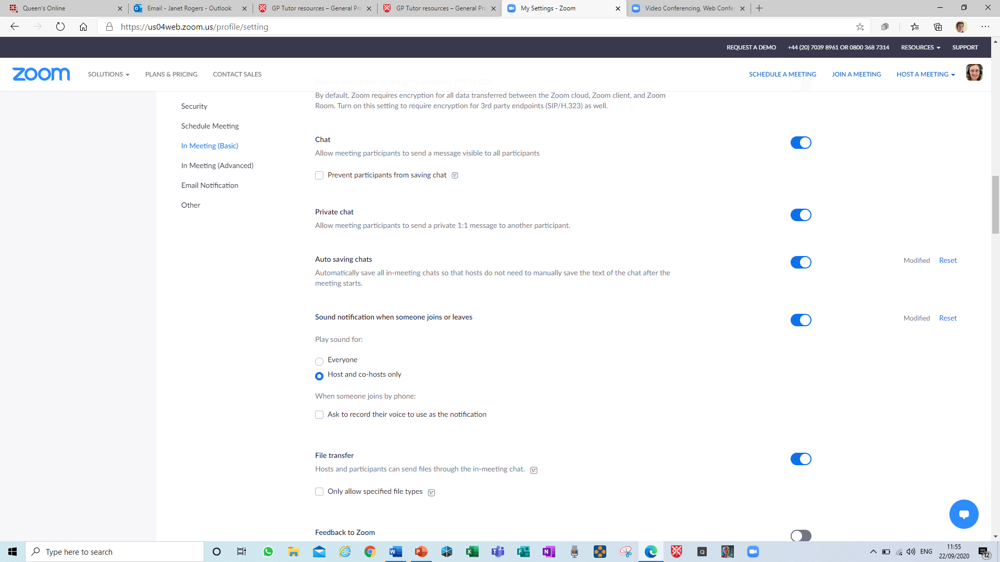 Queen's Online
Email - Janet Rogers - Outlook
GP Tutor resources – General Pra
GP Tutor resources – General Pra
My Settings - Zoom
Video Conferencing, Web Confe
https://us04web.zoom.us/profile/setting
REQUEST A DEMO
+44 (20) 7039 8961 OR 0800 368 7314
RESOURCES
SUPPORT
zoom
SOLUTIONS
PLANS & PRICING
CONTACT SALES
SCHEDULE A MEETING
JOIN A MEETING
HOST A MEETING
Require encryption for 3rd party endpoints (SIP/H.323)
By default, Zoom requires encryption for all data transferred between the Zoom cloud, Zoom client, and Zoom
Room. Turn on this setting to require encryption for 3rd party endpoints (SIP/H.323) as well.
Security
Schedule Meeting
In Meeting (Basic)
In Meeting (Advanced)
Email Notification
Other
Chat
Allow meeting participants to send a message visible to all participants
Prevent participants from saving chat
Private chat
Allow meeting participants to send a private 1:1 message to another participant.
Auto saving chats
Modified Reset
Automatically save all in-meeting chats so that hosts do not need to manually save the text of the chat after the
meeting starts.
Sound notification when someone joins or leaves
Modified Reset
Play sound for:
Everyone
Host and co-hosts only
When someone joins by phone:
Ask to record their voice to use as the notification
File transfer
Hosts and participants can send files through the in-meeting chat.
Only allow specified file types
Feedback to Zoom
Type here to search
ENG
11:55
22/09/2020
12